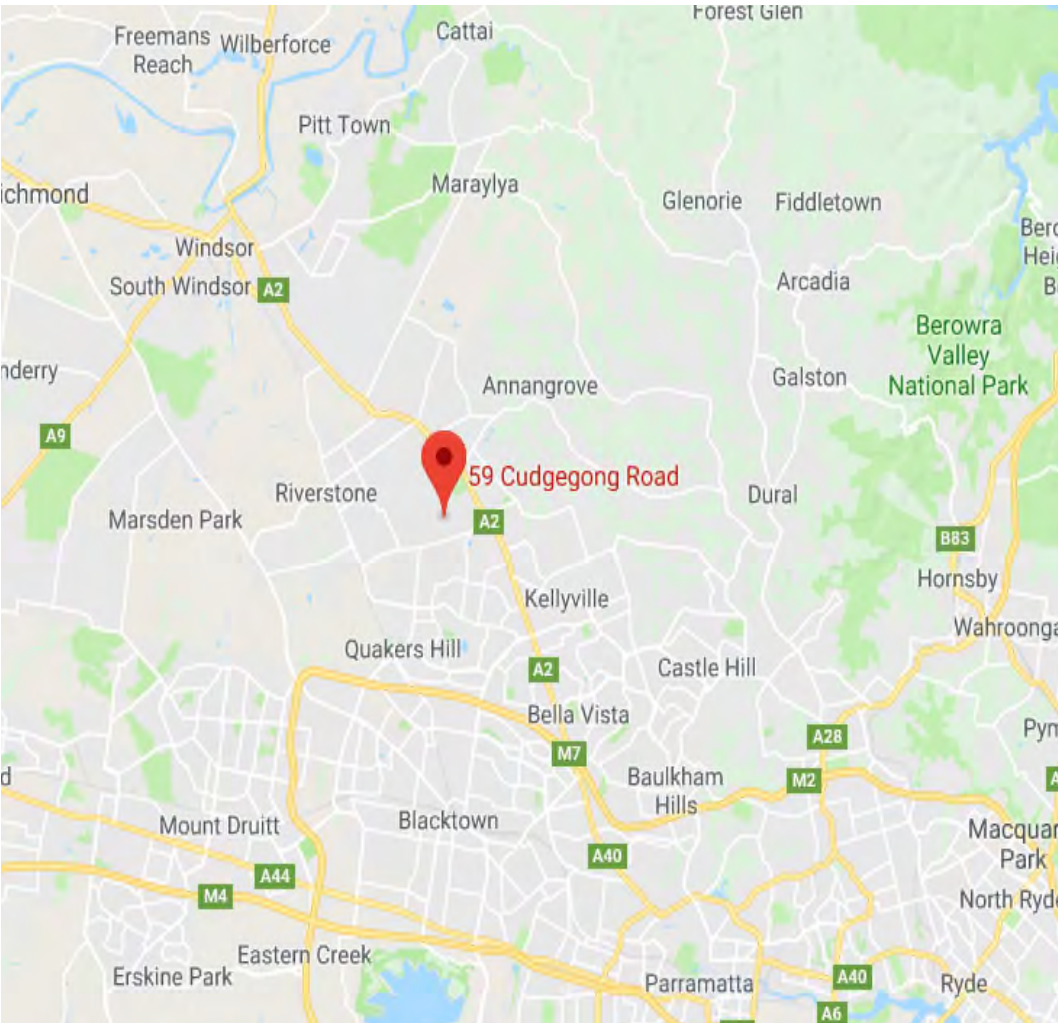 Forest Glen
Cattai
Freemans
Reach
Wilberforce
Pitt Town
Maraylya
ichmond
Glenorie
Fiddletown
Windsor
South Windsor
A2
Arcadia
Berowra
Valley
National Park
nderry
Annangrove
Galston
A9
59 Cudgegong Road
Riverstone
Dural
Marsden Park
A2
B83
Hornsby
Kellyville
Wahroonga
Quakers Hill
A2
Castle Hill
Bella Vista
A28
M7
Baulkham
Hills
M2
d
Mount Druitt
Blacktown
Macquar
Park
A40
A44
M4
North Ryd
Eastern Creek
Erskine Park
Parramatta
A40
Ryde
A6